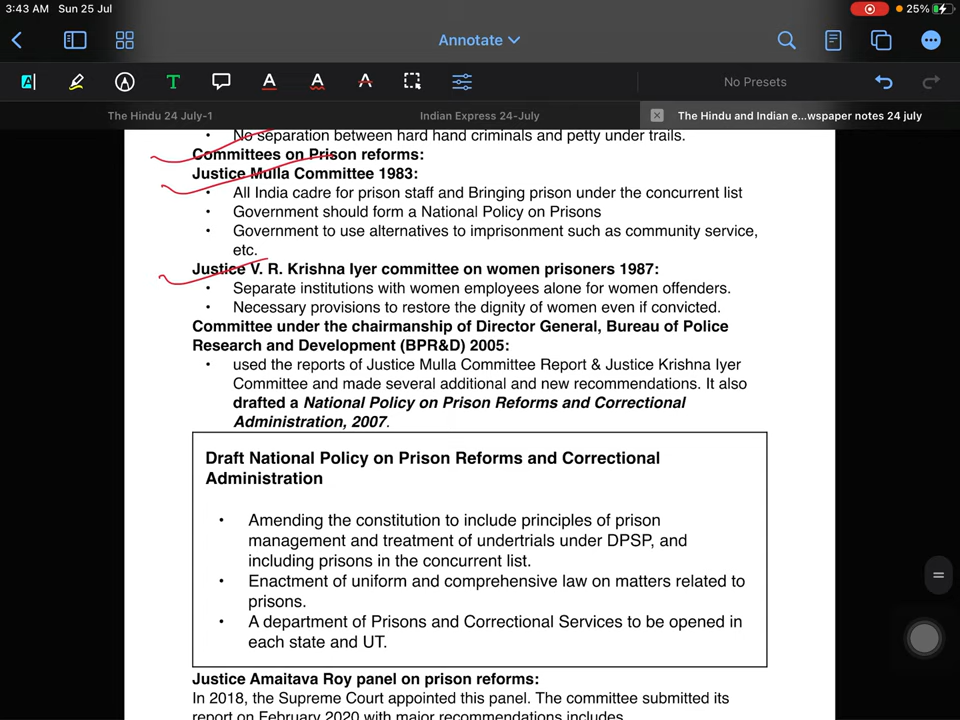 3:43 AM Sun 25 Jul
25%
Annotate
No Presets
The Hindu 24 July-1
Indian Express 24-July
The Hindu and Indian e...wspaper notes 24 july
• No separation between hard hand criminals and petty under trails.
Committees on Prison reforms:
Justice Mulla Committee 1983:
• All India cadre for prison staff and Bringing prison under the concurrent list
• Government should form a National Policy on Prisons
• Government to use alternatives to imprisonment such as community service,
etc.
Justice V. R. Krishna Iyer committee on women prisoners 1987:
• Separate institutions with women employees alone for women offenders.
• Necessary provisions to restore the dignity of women even if convicted.
Committee under the chairmanship of Director General, Bureau of Police
Research and Development (BPR&D) 2005:
• used the reports of Justice Mulla Committee Report & Justice Krishna Iyer
Committee and made several additional and new recommendations. It also
drafted a National Policy on Prison Reforms and Correctional
Administration, 2007.
Draft National Policy on Prison Reforms and Correctional
Administration
• Amending the constitution to include principles of prison
management and treatment of undertrials under DPSP, and
including prisons in the concurrent list.
• Enactment of uniform and comprehensive law on matters related to
prisons.
• A department of Prisons and Correctional Services to be opened in
each state and UT.
Justice Amaitava Roy panel on prison reforms:
In 2018, the Supreme Court appointed this panel. The committee submitted its
report on February 2020 with major recommendations includes